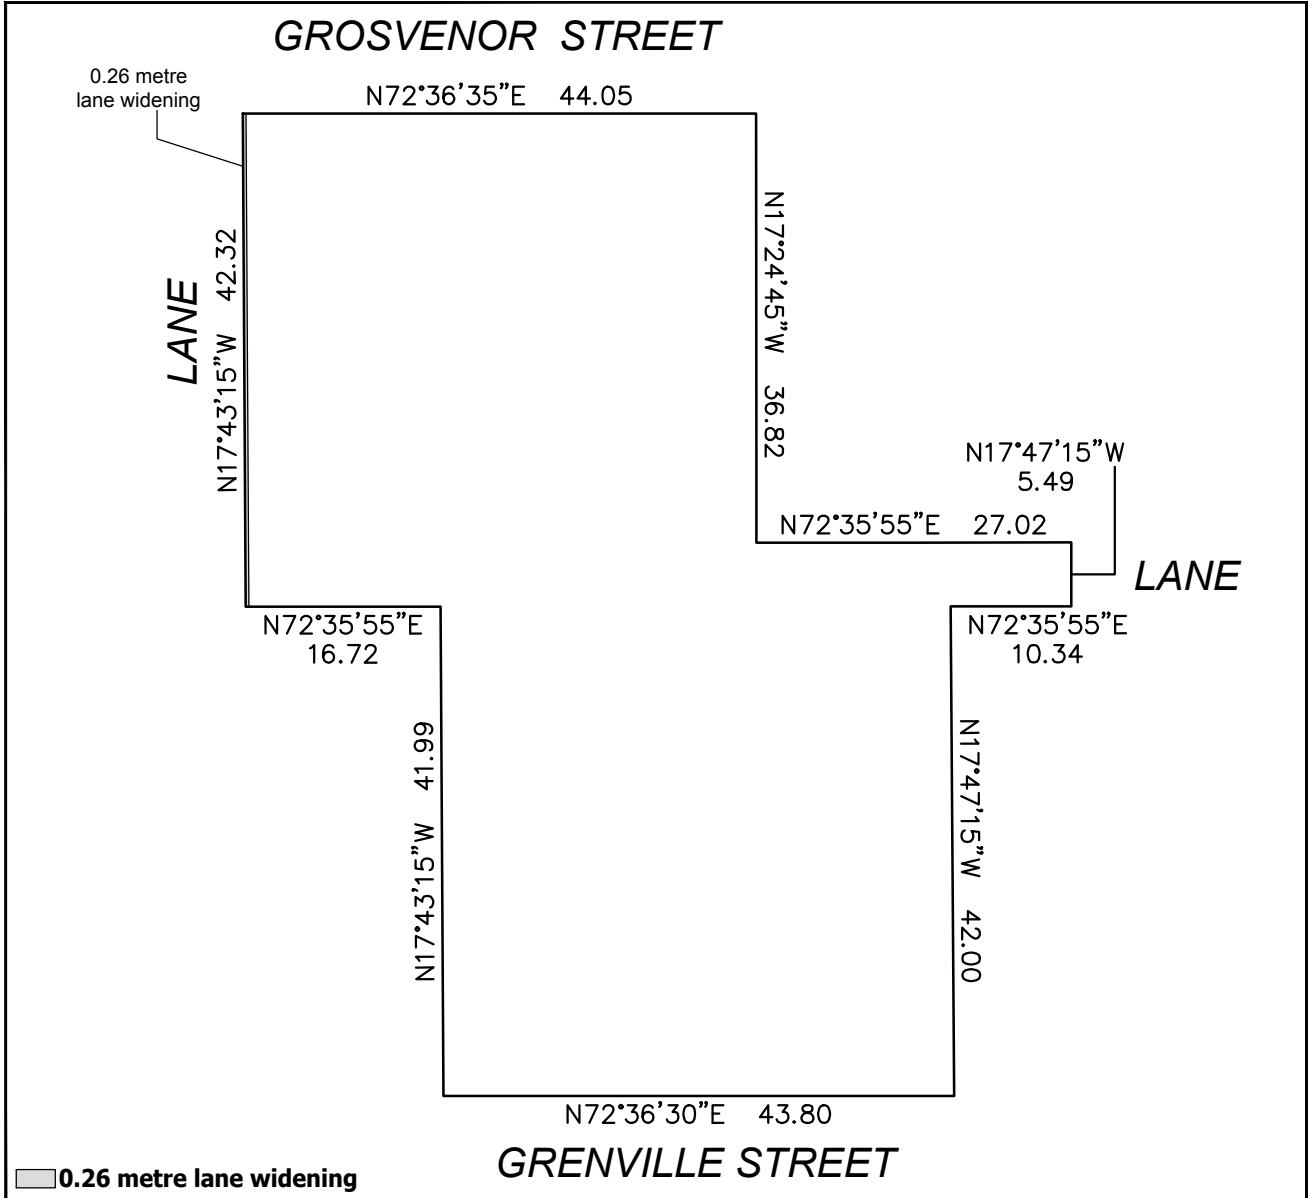 GROSVENOR STREET
0.26 metre
lane widening
N72°36'35"E 44.05
N17°24'45"W 36.82
LANE
N17°43'15"W 42.32
N17°47'15"W
5.49
N72°35'55"E 27.02
LANE
N72°35'55"E
16.72
N72°35'55"E
10.34
N17°43'15"W 41.99
N17°47'15"W 42.00
N72°36'30"E 43.80
GRENVILLE STREET
0.26 metre lane widening